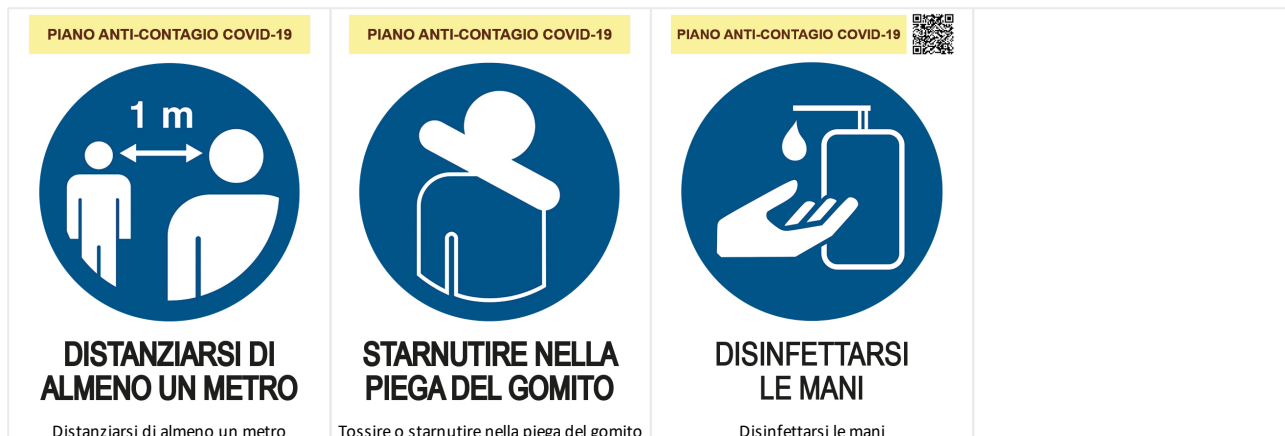 PIANO ANTI-CONTAGIO COVID-19
1 m
DISTANZIARSI DI
ALMENO UN METRO
Distanziarsi di almeno un metro
PIANO ANTI-CONTAGIO COVID-19
STARNUTIRE NELLA
PIEGA DEL GOMITO
Tossire o starnutire nella piega del gomito
PIANO ANTI-CONTAGIO COVID-19
DISINFETTARSI
LE MANI
Disinfettarsi le mani